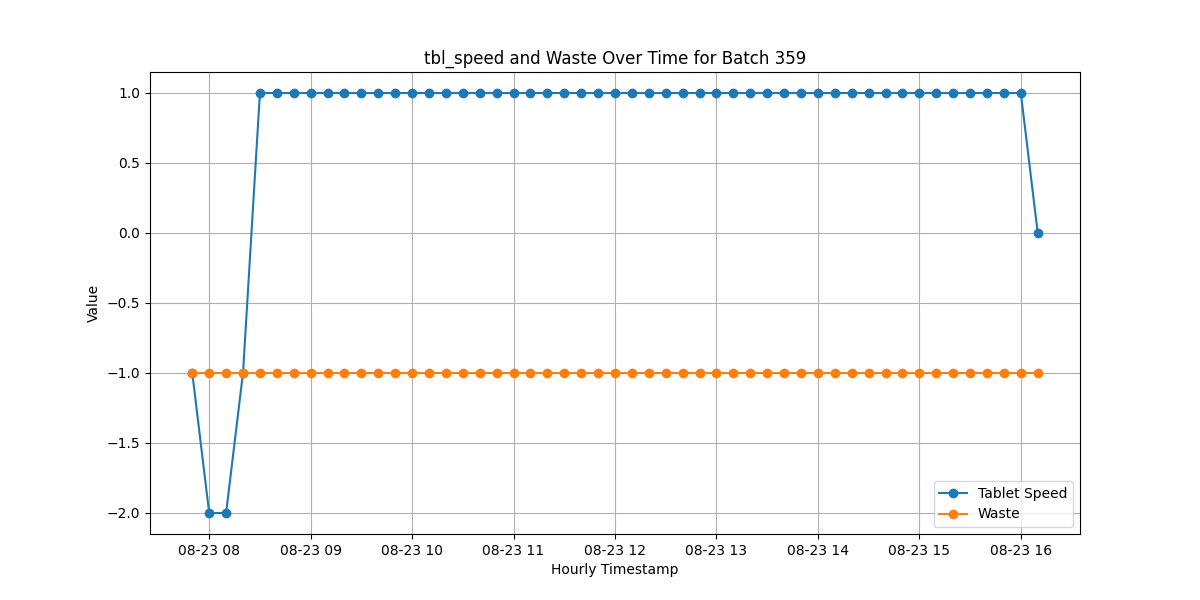 tbl_speed and Waste Over Time for Batch 359
Value
1.0
0.5
0.0
−0.5
−1.0
−1.5
−2.0
Tablet Speed
Waste
08-23 08 08-23 09 08-23 10 08-23 11 08-23 12 08-23 13 08-23 14 08-23 15 08-23 16
Hourly Timestamp